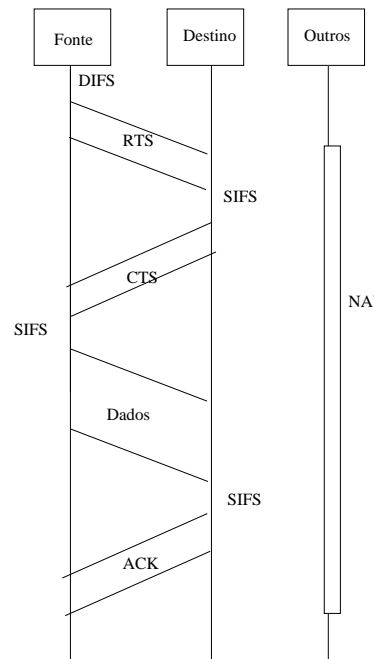 Fonte
Destino
Outros
DIFS
RTS
SIFS
CTS
SIFS
NA
Dados
SIFS
ACK